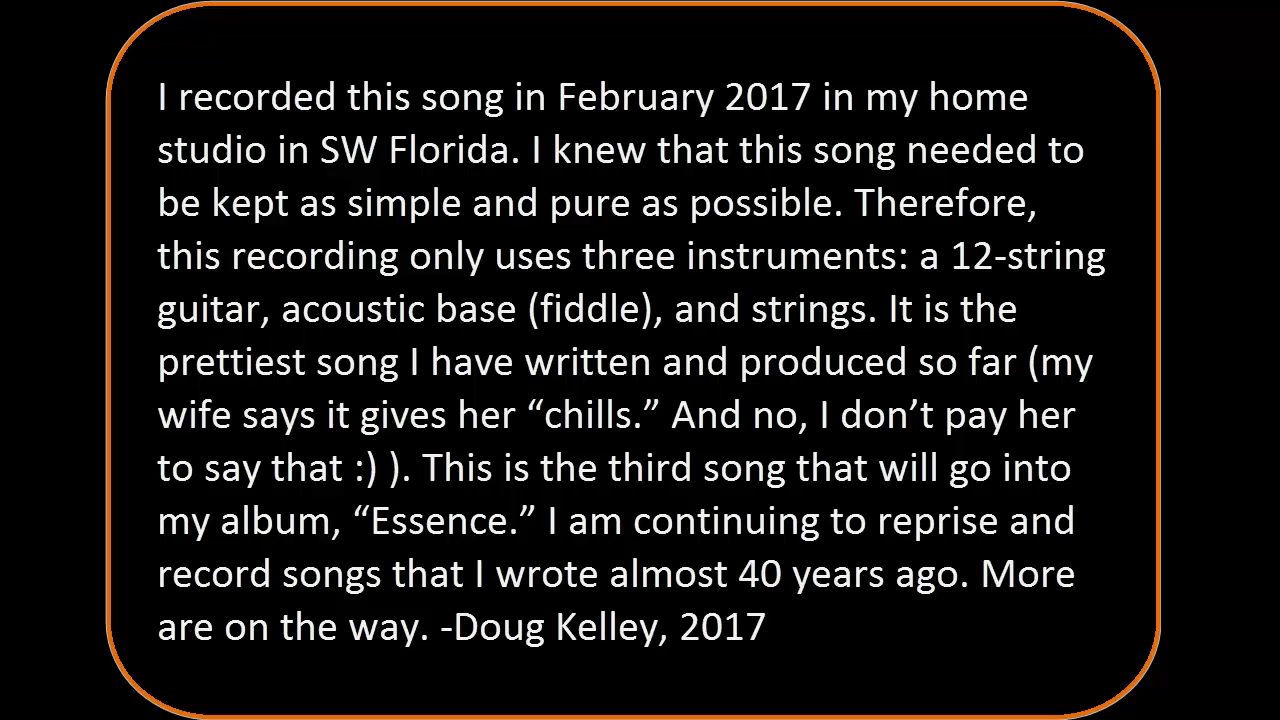 I recorded this song in February 2017 in my home
studio in SW Florida. I knew that this song needed to
be kept as simple and pure as possible. Therefore,
this recording only uses three instruments: a 12-string
guitar, acoustic base (fiddle), and strings. It is the
prettiest song I have written and produced so far (my
wife says it gives her “chills.” And no, I don’t pay her
to say that :) ). This is the third song that will go into
my album, “Essence.” I am continuing to reprise and
record songs that I wrote almost 40 years ago. More
are on the way. -Doug Kelley, 2017